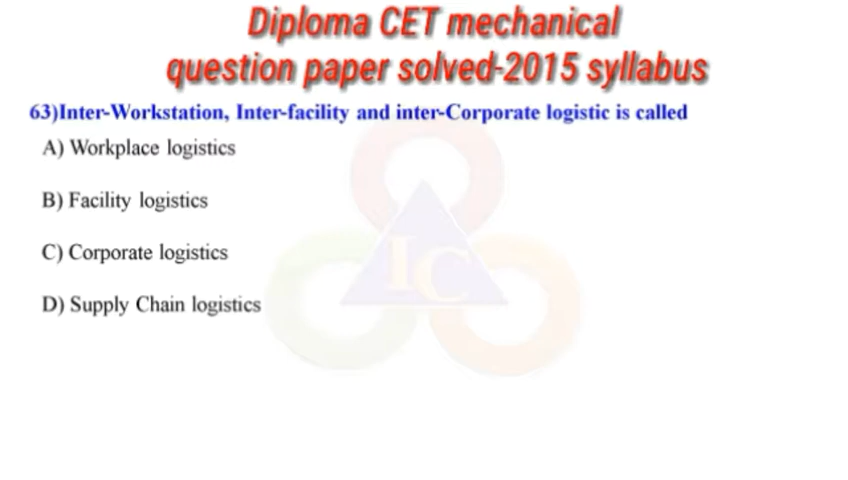 Diploma CET mechanical
question paper solved-2015 syllabus
63)Inter-Workstation, Inter-facility and inter-Corporate logistic is called
A) Workplace logistics
B) Facility logistics
C) Corporate logistics
D) Supply Chain logistics
IC